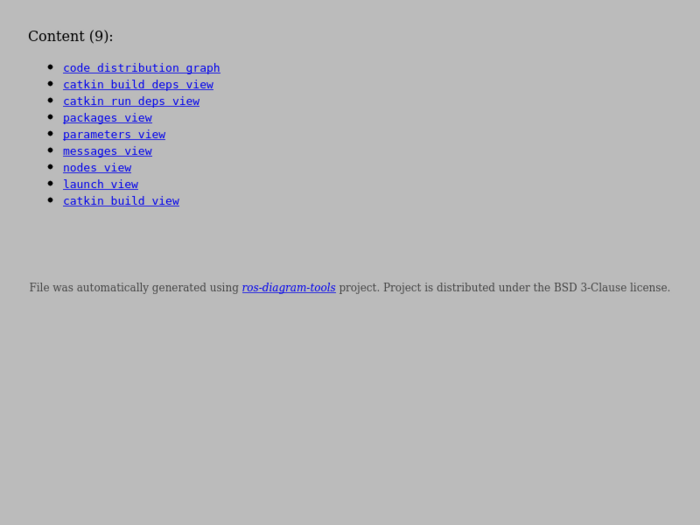 Content (9):
code distribution graph
catkin build deps view
catkin run deps view
packages view
parameters view
messages view
nodes view
launch view
catkin build view
File was automatically generated using ros-diagram-tools project. Project is distributed under the BSD 3-Clause license.